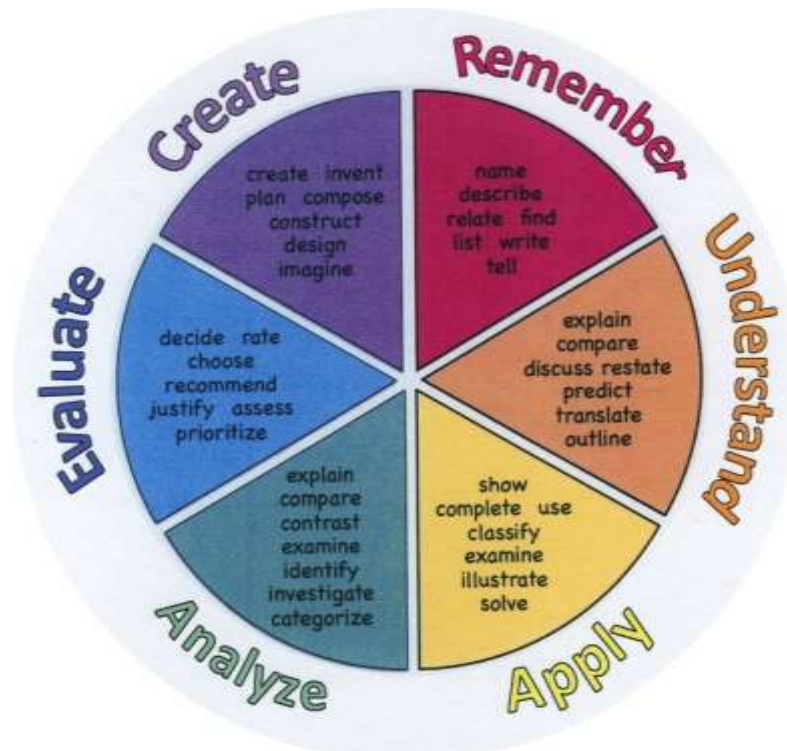 Remember
name
describe
relate find
list write
tell
Understand
explain
compare
discuss restate
predict
translate
outline
Apply
show
complete use
classify
examine
illustrate
solve
Analyze
explain
compare
contrast
examine
identify
investigate
categorize
Evaluate
decide rate
choose
recommend
justify assess
prioritize
Create
create invent
plan compose
construct
design
imagine